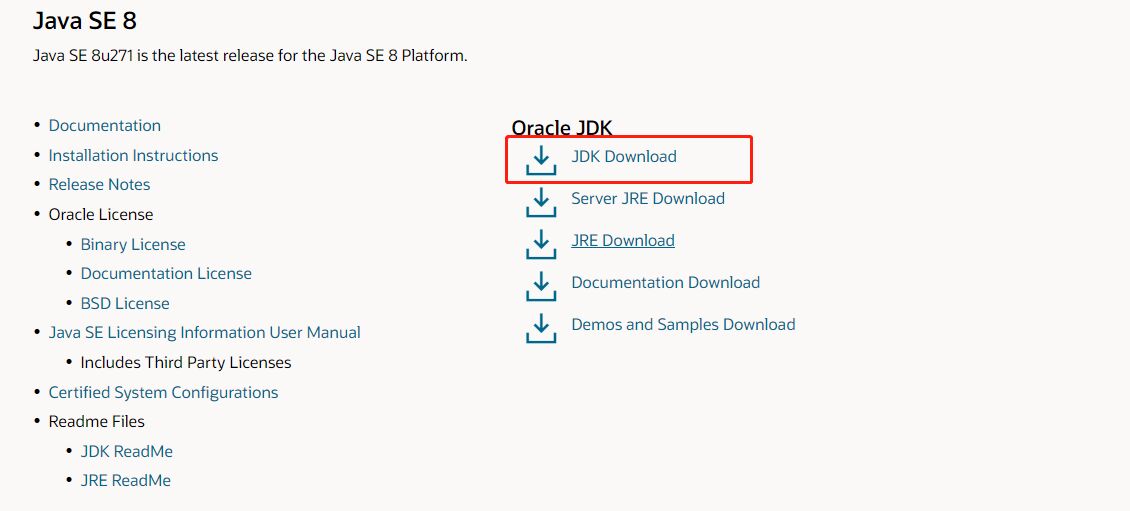 Java SE 8
Java SE 8u271 is the latest release for the Java SE 8 Platform.
Documentation
Installation Instructions
Release Notes
Oracle License
Binary License
Documentation License
BSD License
Java SE Licensing Information User Manual
Includes Third Party Licenses
Certified System Configurations
Readme Files
JDK ReadMe
JRE ReadMe
Oracle JDK
JDK Download
Server JRE Download
JRE Download
Documentation Download
Demos and Samples Download